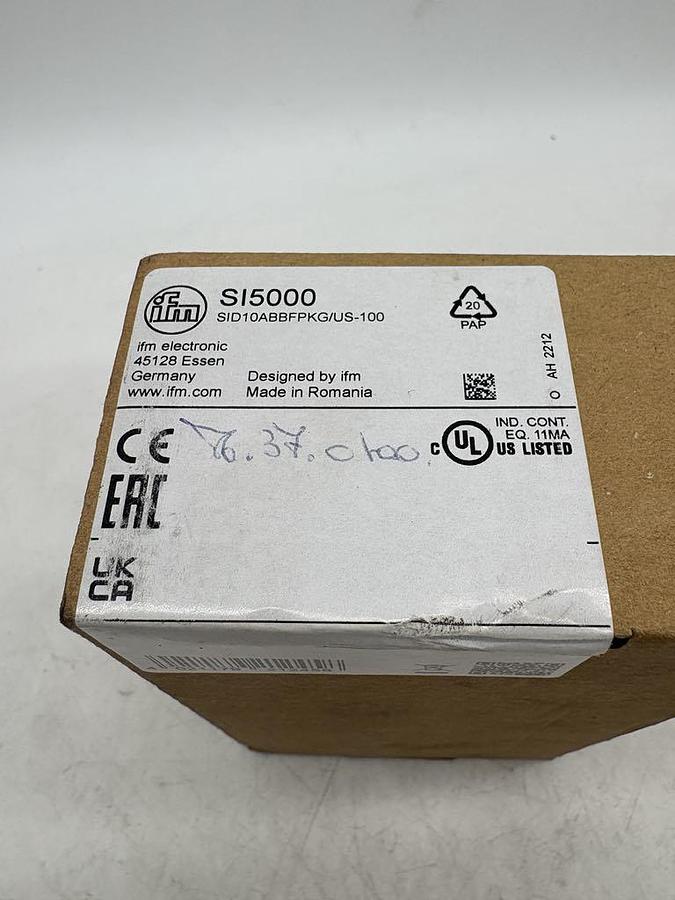 ifm
SI5000
SID10ABBFPKG/US-100
20
PAP
ifm electronic
45128 Essen
Germany
www.ifm.com
Designed by ifm
Made in Romania
O AH 2212
CE
EAC
UK
CA
C UL US LISTED
IND. CONT.
EQ. 11MA